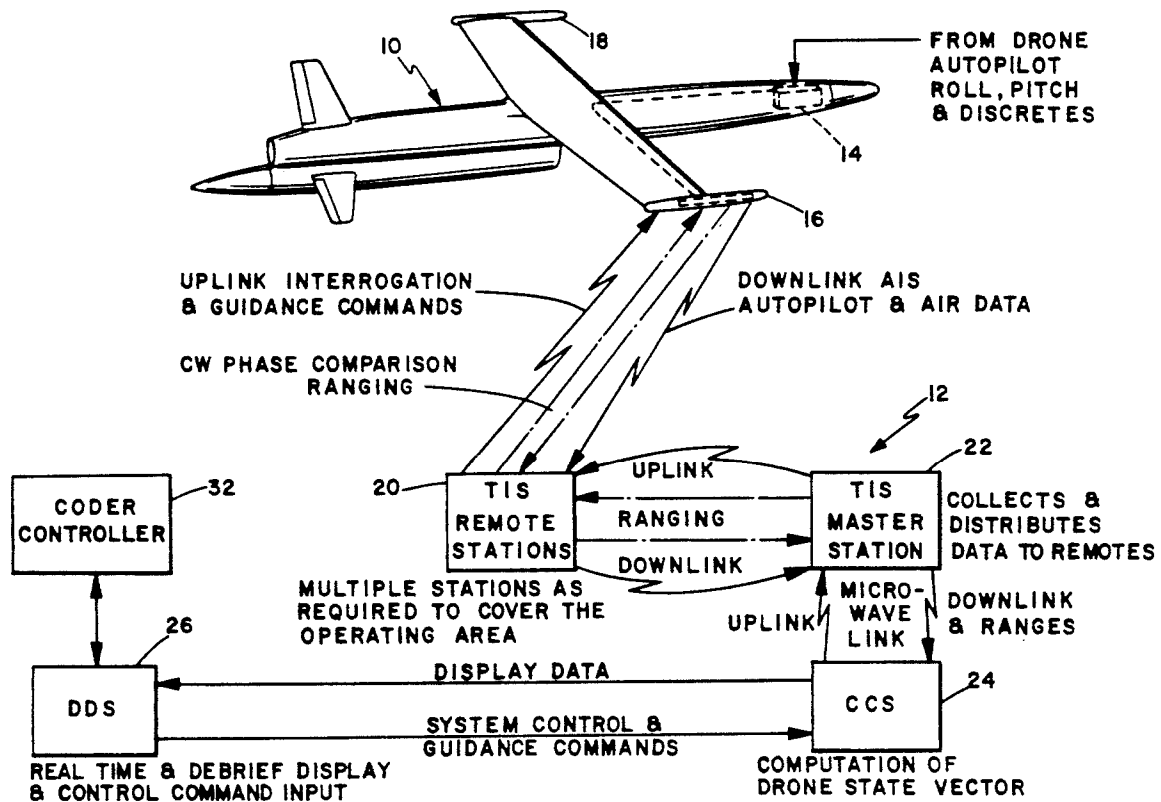 10
18
FROM DRONE
AUTOPILOT
ROLL, PITCH
& DISCRETES
14
16
UPLINK INTERROGATION
& GUIDANCE COMMANDS
DOWNLINK AIS
AUTOPILOT & AIR DATA
CW PHASE COMPARISON
RANGING
12
32
CODER
CONTROLLER
20
TIS
REMOTE
STATIONS
UPLINK
RANGING
DOWNLINK
22
TIS
MASTER
STATION
COLLECTS &
DISTRIBUTES
DATA TO REMOTES
MULTIPLE STATIONS AS
REQUIRED TO COVER THE
OPERATING AREA
UPLINK
MICRO-
WAVE
LINK
DOWNLINK
& RANGES
26
DDS
DISPLAY DATA
SYSTEM CONTROL &
GUIDANCE COMMANDS
24
CCS
REAL TIME & DEBRIEF DISPLAY
& CONTROL COMMAND INPUT
COMPUTATION OF
DRONE STATE VECTOR